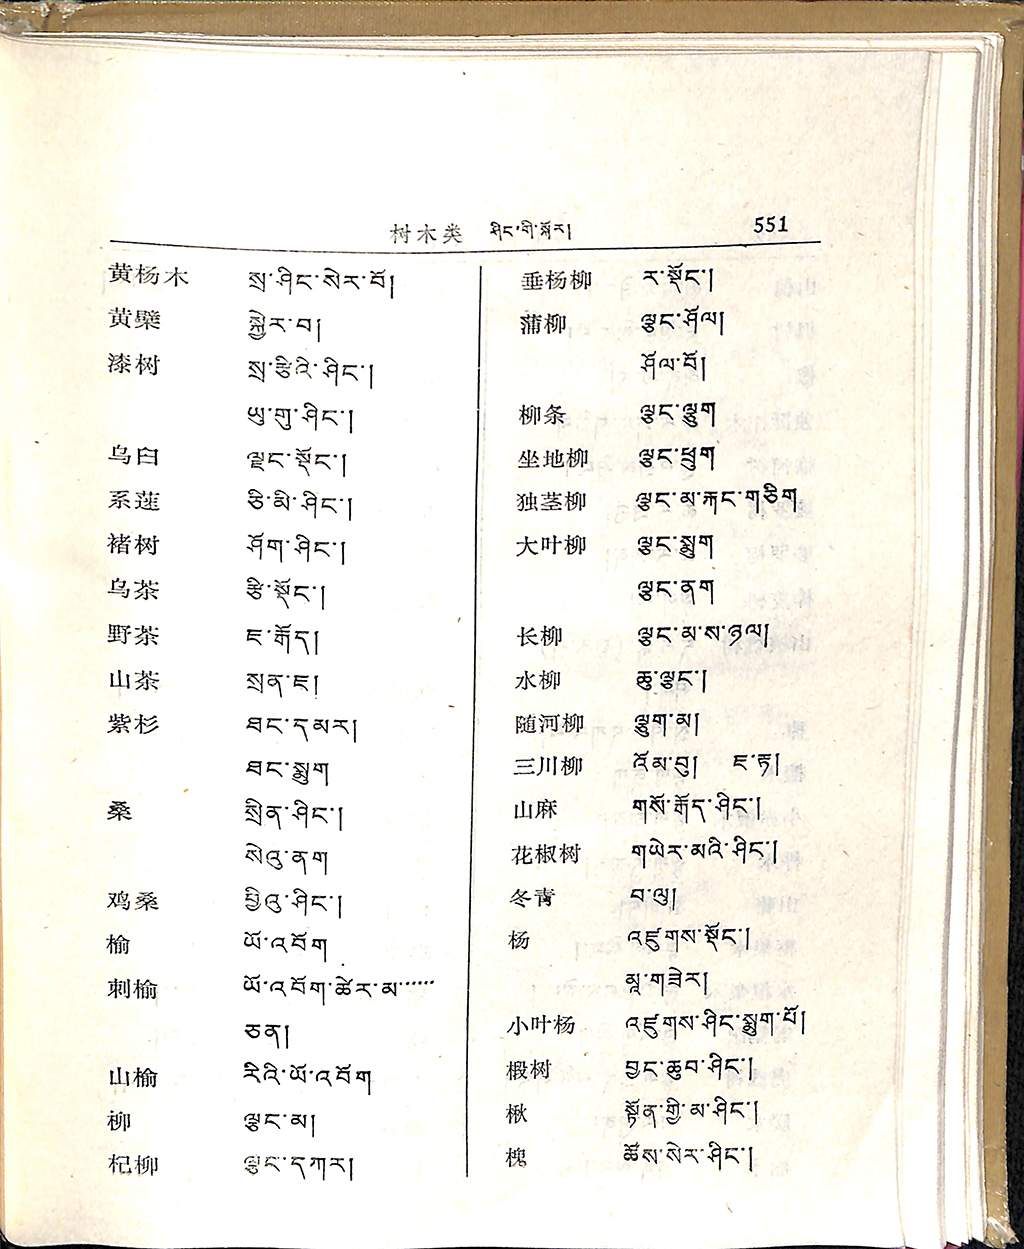 树木类 ཤིང་གི་སྐོར།
551
黄杨木 སྲ་ཤིང་སེར་པོ།
黄檗 སྐྱེར་པ།
漆树 སྲ་རྩིའི་ཤིང་།
ཡུ་གུ་ཤིང་།
乌臼 ལྗང་སྡོང་།
系莲 ཙི་མི་ཤིང་།
褚树 ཤོག་ཤིང་།
乌茶 ཙི་སྡོང་།
野茶 ཇ་རྒོད།
山茶 སྲན་ཇ།
紫杉 ཐང་དམར།
ཐང་སྨུག
桑 སྲིན་ཤིང་།
སེའུ་ནག
鸡桑 བྱིའུ་ཤིང་།
榆 ཡོ་འབོག
刺榆 ཡོ་འབོག་ཚེར་མ……
ཅན།
山榆 རིའི་ཡོ་འབོག
柳 ལྕང་མ།
杞柳 ལྕང་དཀར།
垂杨柳 ར་སྡོང་།
蒲柳 ལྕང་ཤོལ།
ཤོལ་པོ།
柳条 ལྕང་ལྕུག
坐地柳 ལྕང་ཕྲུག
独茎柳 ལྕང་མ་རྐང་གཅིག
大叶柳 ལྕང་སྨུག
ལྕང་ནག
长柳 ལྕང་མ་ས་ཉལ།
水柳 ཆུ་ལྕང་།
随河柳 ལྕུག་མ།
三川柳 འོམ་བུ། ཇ་ཏ།
山麻 གསོ་རྒོད་ཤིང་།
花椒树 གཡེར་མའི་ཤིང་།
冬青 བ་ལུ།
杨 འཛུགས་སྡོང་།
མཱ་གཟེར།
小叶杨 འཛུགས་ཤིང་སྨུག་པོ།
椴树 བྱང་ཆུབ་ཤིང་།
楸 སྟོན་གྱི་མ་ཤིང་།
槐 ཚོས་སེར་ཤིང་།